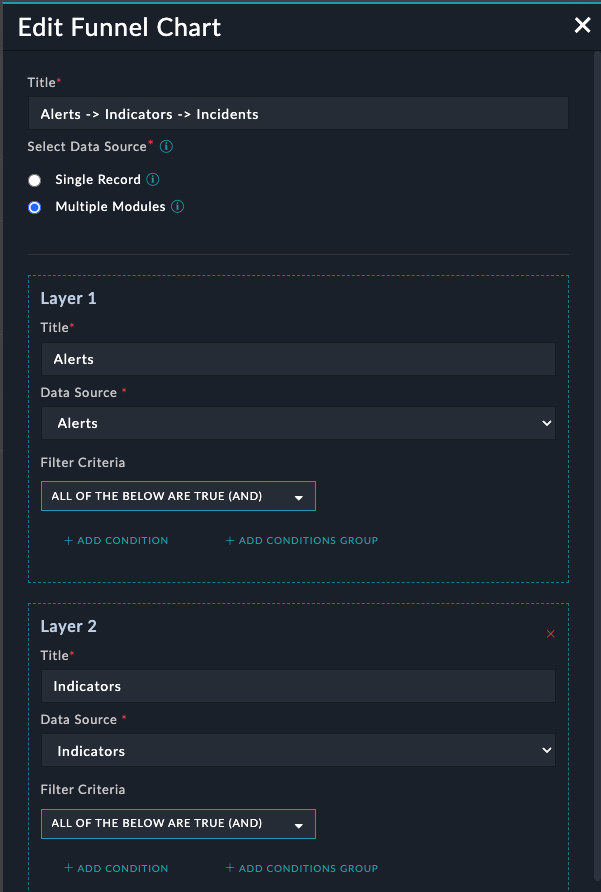 Edit Funnel Chart
Title*
Alerts -> Indicators -> Incidents
Select Data Source*
Single Record
Multiple Modules
Layer 1
Title*
Alerts
Data Source *
Alerts
Filter Criteria
ALL OF THE BELOW ARE TRUE (AND)
+ ADD CONDITION + ADD CONDITIONS GROUP
Layer 2
Title*
Indicators
Data Source *
Indicators
Filter Criteria
ALL OF THE BELOW ARE TRUE (AND)
+ ADD CONDITION + ADD CONDITIONS GROUP